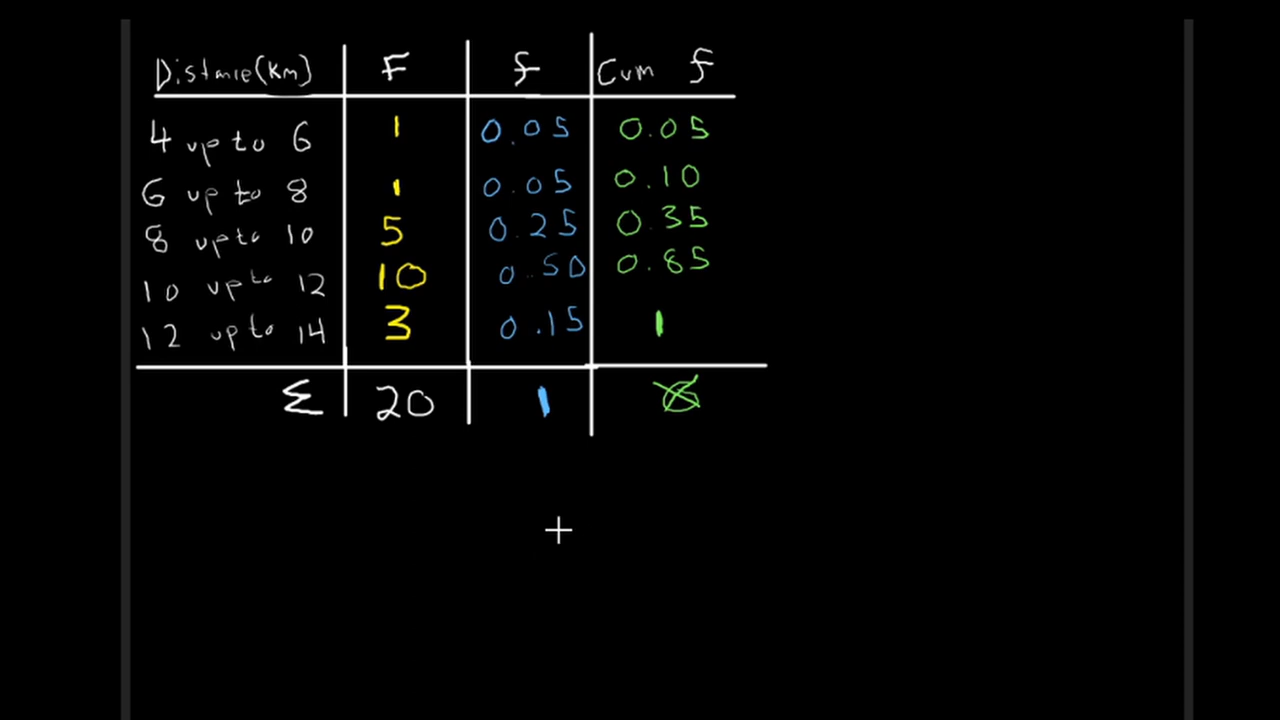 Distance(Km) F f Cum f
4 up to 6 1 0.05 0.05
6 up to 8 1 0.05 0.10
8 upto 10 5 0.25 0.35
10 up to 12 10 0.50 0.85
12 up to 14 3 0.15 1
Σ 20 1